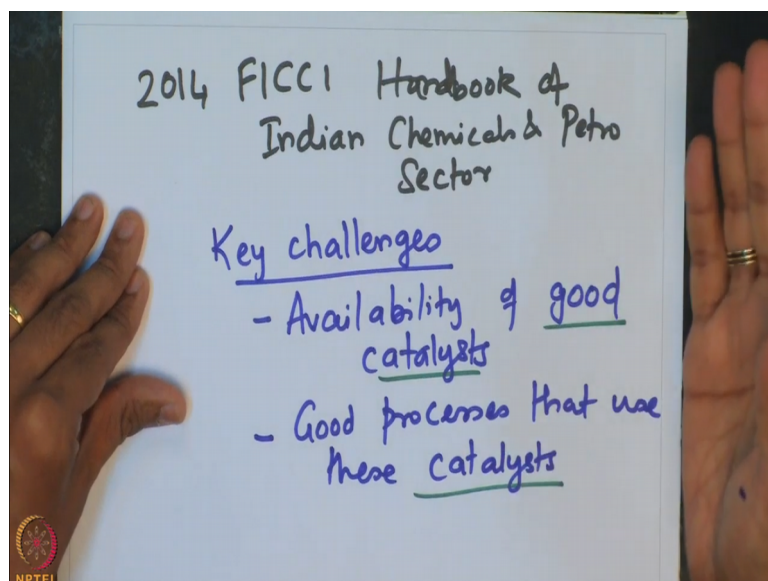 2014 FICCI Handbook of
Indian Chemicals & Petro
Sector
Key challenges
- Availability of good
catalysts
- Good processes that use
these catalysts
NPTEL